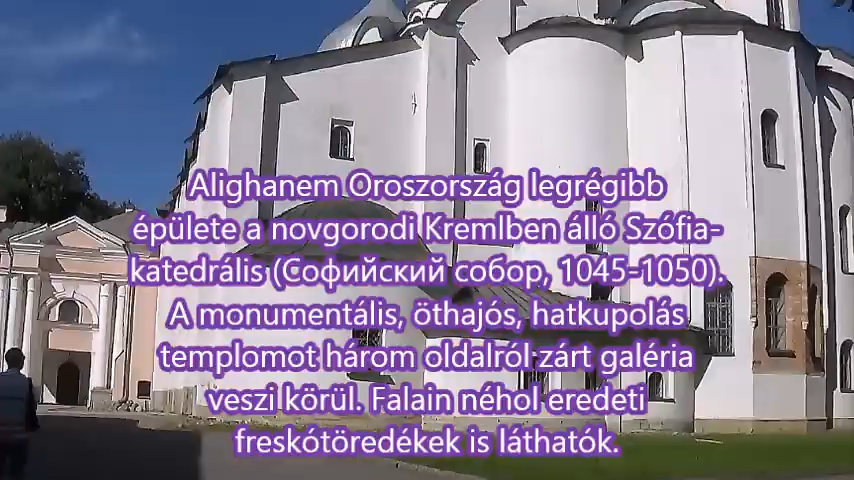 Alighanem Oroszország legrégibb
épülete a novgorodi Kremlben álló Szófia-
katedrális (Софийский собор, 1045-1050).
A monumentális, öthajós, hatkupolás
templomot három oldalról zárt galéria
veszi körül. Falain néhol eredeti
freskótöredékek is láthatók.